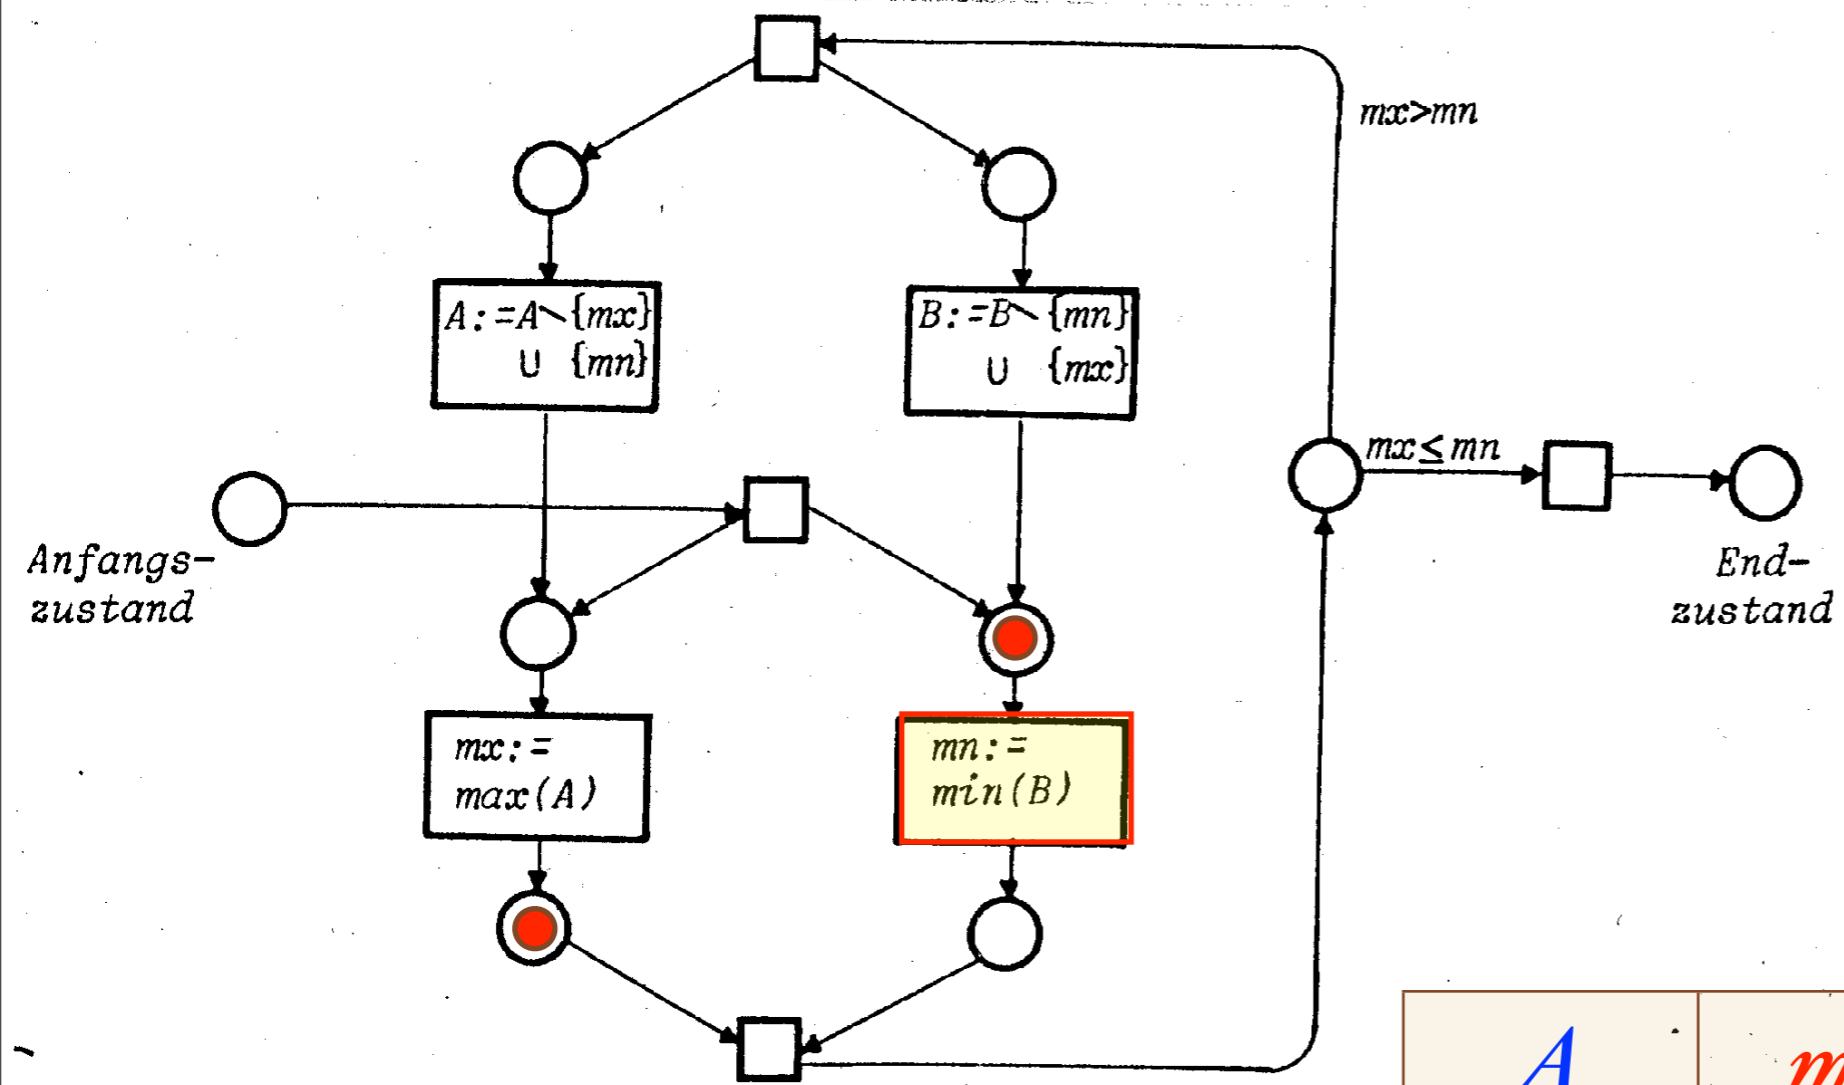 mx>mn
A:=A∖{mx}
∪ {mn}
B:=B∖{mn}
∪ {mx}
mx≤mn
Anfangs-
zustand
End-
zustand
mx:=
max(A)
mn:=
min(B)
A